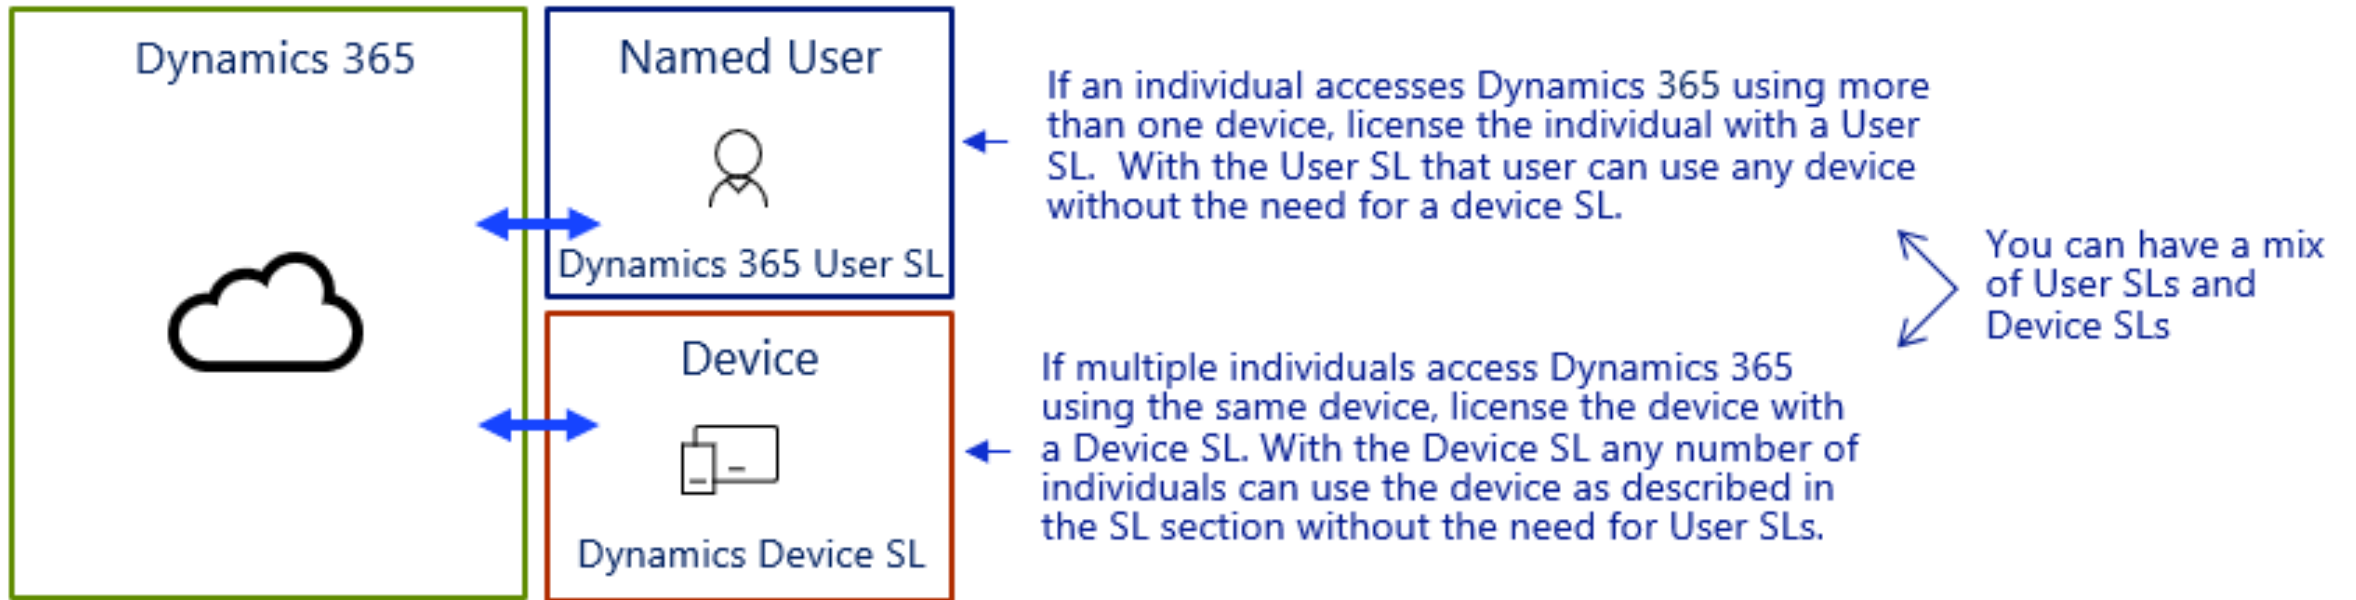 Dynamics 365
Named User
Dynamics 365 User SL
If an individual accesses Dynamics 365 using more
than one device, license the individual with a User
SL.  With the User SL that user can use any device
without the need for a device SL.
You can have a mix
of User SLs and
Device SLs
Device
Dynamics Device SL
If multiple individuals access Dynamics 365
using the same device, license the device with
a Device SL. With the Device SL any number of
individuals can use the device as described in
the SL section without the need for User SLs.